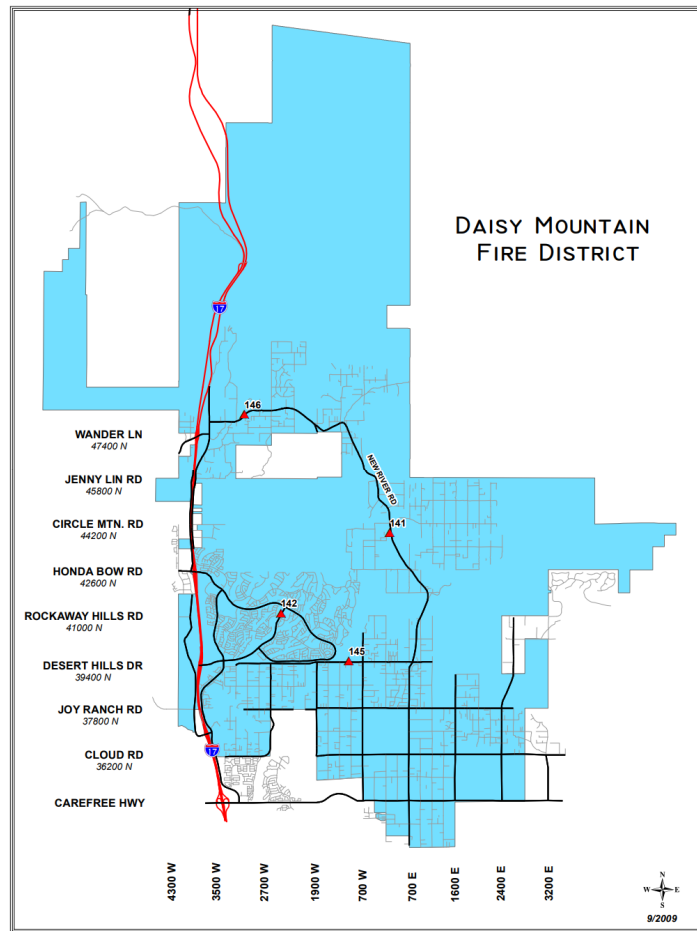 DAISY MOUNTAIN
FIRE DISTRICT
17
146
WANDER LN
47400 N
NEW RIVER RD
JENNY LIN RD
45800 N
CIRCLE MTN. RD
44200 N
141
HONDA BOW RD
42600 N
142
ROCKAWAY HILLS RD
41000 N
145
DESERT HILLS DR
39400 N
JOY RANCH RD
37800 N
17
CLOUD RD
36200 N
CAREFREE HWY
4300 W
3500 W
2700 W
1900 W
700 W
700 E
1600 E
2400 E
3200 E
N
W E
S
9/2009